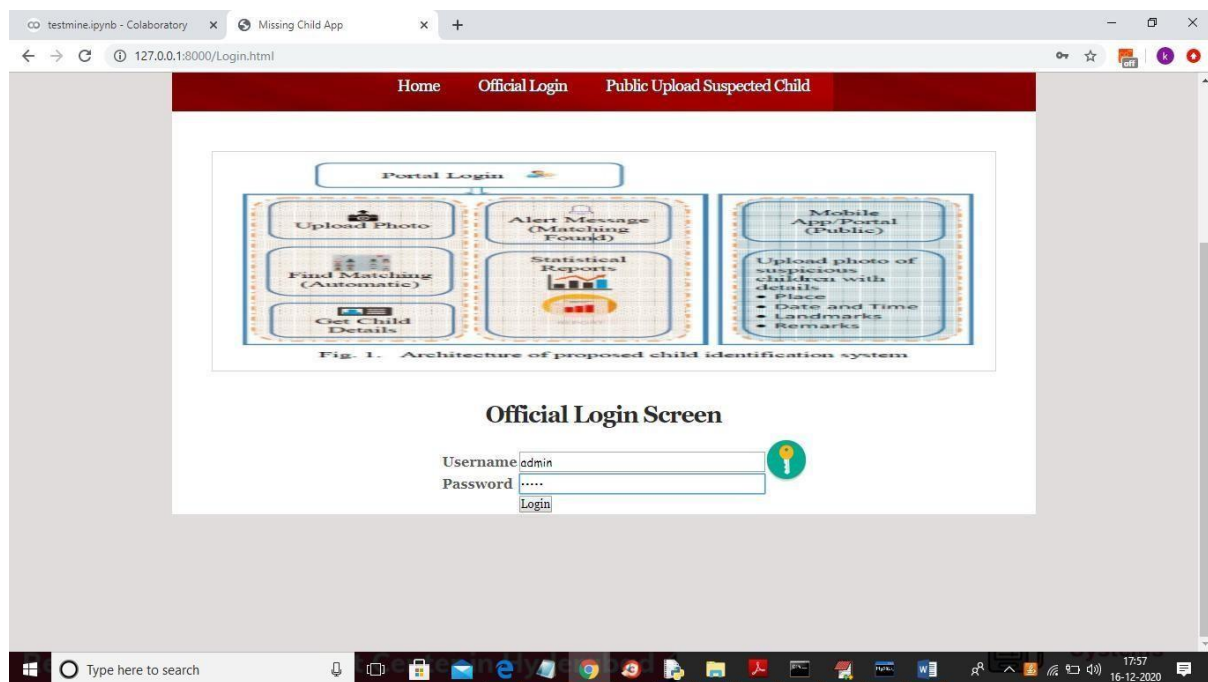 testmine.ipynb - Colaboratory
Missing Child App
127.0.0.1:8000/Login.html
off
k
Home Official Login Public Upload Suspected Child
Portal Login
Upload Photo
Find Matching
(Automatic)
Get Child
Details
Alert Message
(Matching
Found)
Statistical
Reports
Mobile
App/Portal
(Public)
Upload photo of
suspicious
children with
details
• Place
• Date and Time
• Landmarks
• Remarks
Fig. 1. Architecture of proposed child identification system
Official Login Screen
Username admin
Password •••••
Login
Type here to search
17:57
16-12-2020